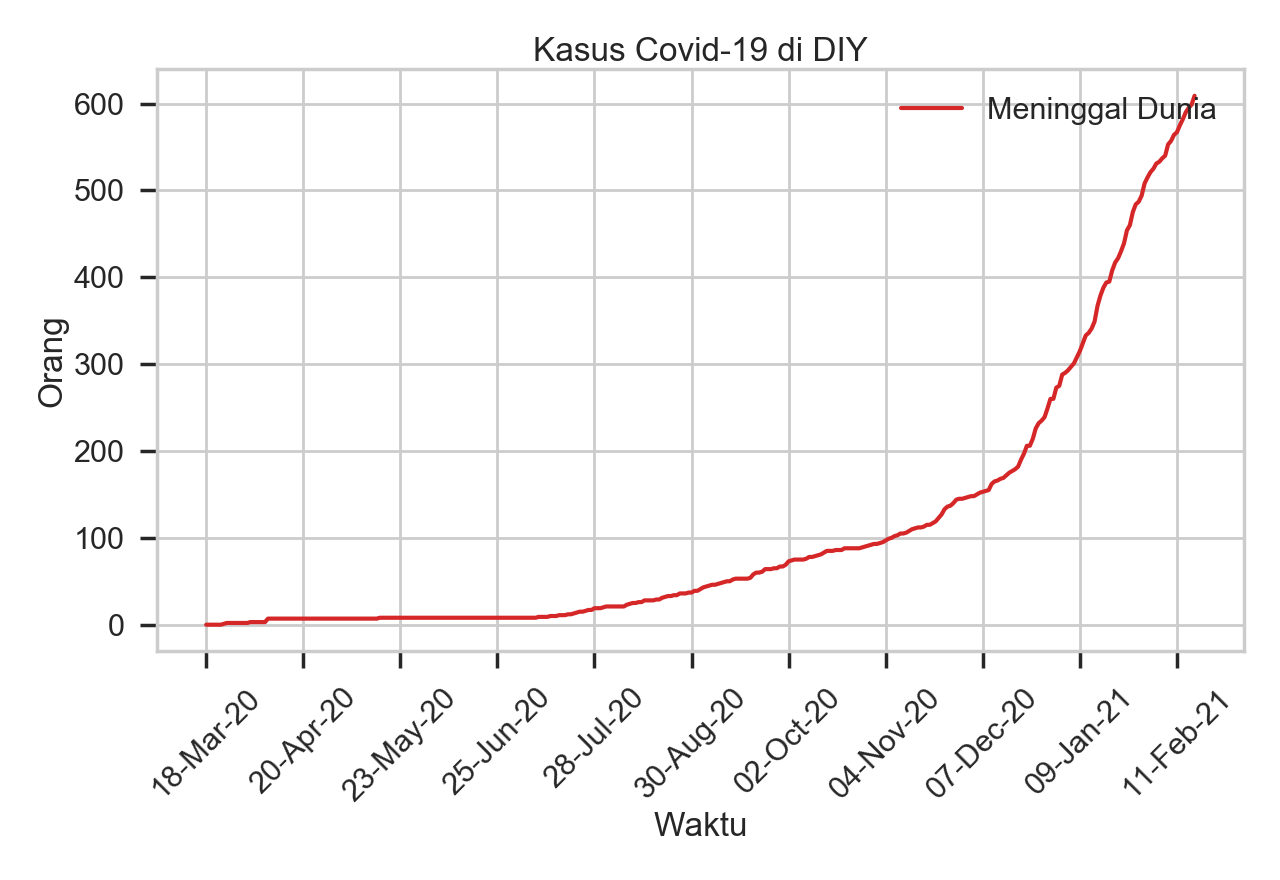 Kasus Covid-19 di DIY
Meninggal Dunia
600
500
400
300
200
100
0
Orang
18-Mar-20
20-Apr-20
23-May-20
25-Jun-20
28-Jul-20
30-Aug-20
02-Oct-20
04-Nov-20
07-Dec-20
09-Jan-21
11-Feb-21
Waktu